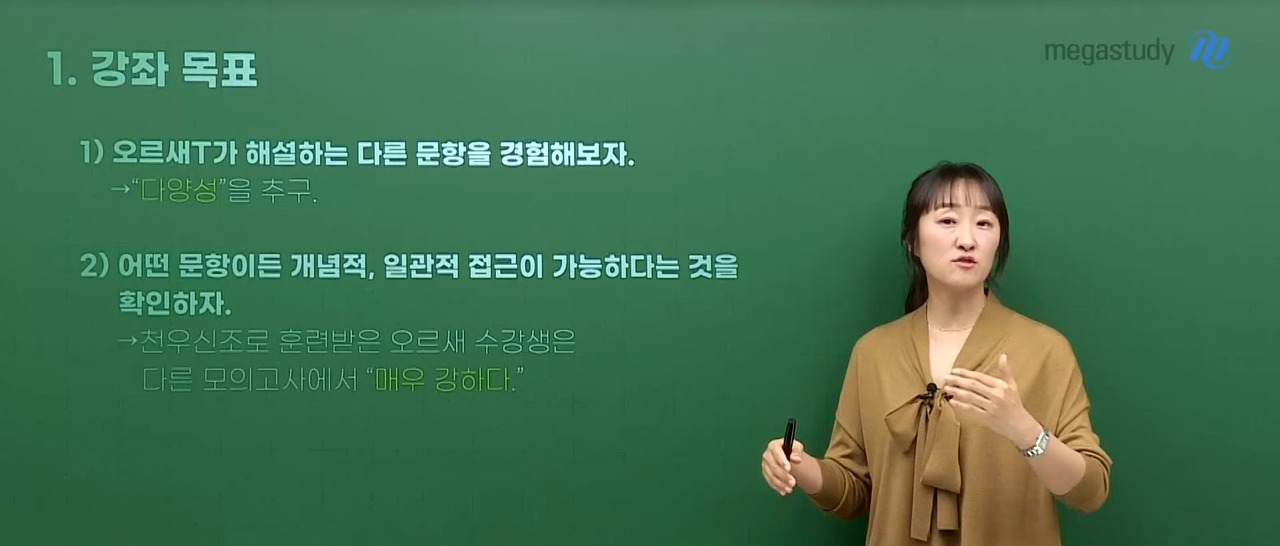 1. 강좌 목표
megastudy
1) 오르새T가 해설하는 다른 문항을 경험해보자.
→“다양성”을 추구.
2) 어떤 문항이든 개념적, 일관적 접근이 가능하다는 것을
확인하자.
→천우신조로 훈련받은 오르새 수강생은
다른 모의고사에서 “매우 강하다.”